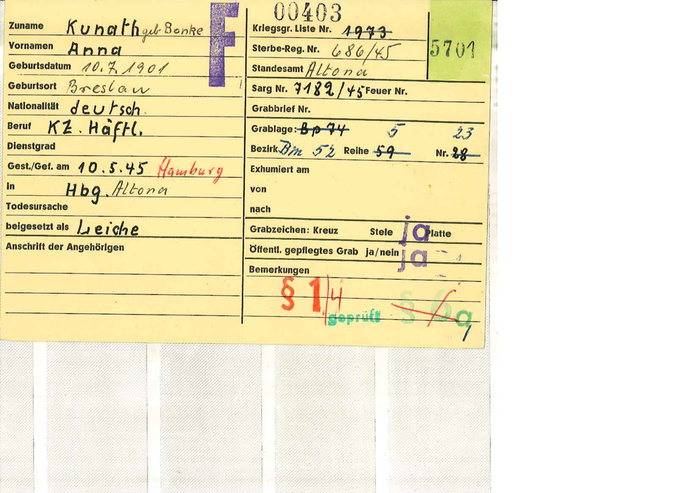 00403
Zuname Kunath geb. Bonke
F
Vornamen Anna
Geburtsdatum 10.7.1901
Geburtsort Breslau
Nationalität deutsch.
Beruf KZ. Häftl.
Dienstgrad
Gest./Gef. am 10.5.45 Hamburg
in Hbg. Altona
Todesursache
beigesetzt als Leiche
Anschrift der Angehörigen
Kriegsgr. Liste Nr. 1973
5701
Sterbe-Reg. Nr. 686/45
Standesamt Altona
Sarg Nr. 7182/45 Feuer Nr.
Grabbrief Nr.
Grablage: Bp 74 5 23
Bezirk Bm 52 Reihe 59 Nr. 28
Exhumiert am
von
nach
Grabzeichen: Kreuz Stele ja Platte
Öffentl. gepflegtes Grab ja/nein ja
Bemerkungen
§ 1/4
geprüft § 6 a